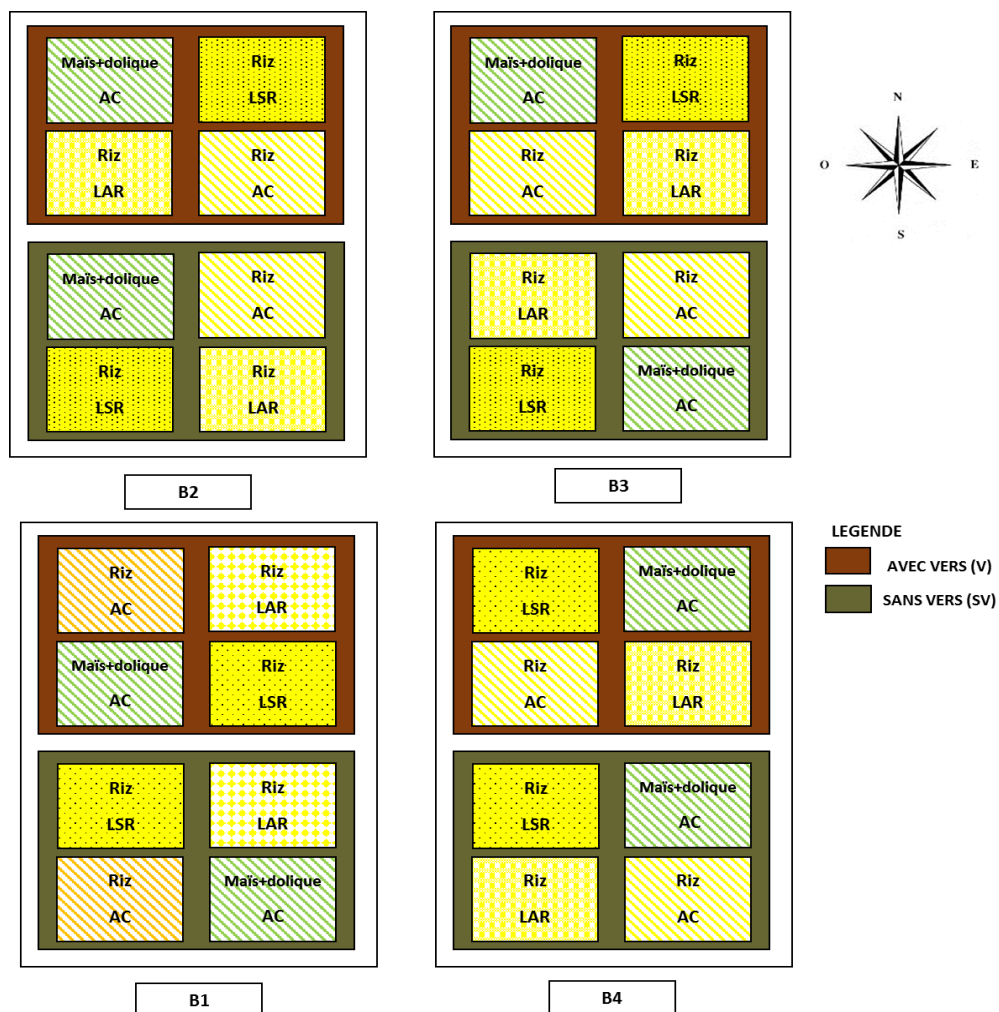 Maïs+dolique
AC
Riz
LSR
Riz
LAR
Riz
AC
Maïs+dolique
AC
Riz
AC
Riz
LSR
Riz
LAR
B2
Maïs+dolique
AC
Riz
LSR
Riz
AC
Riz
LAR
Riz
LAR
Riz
AC
Riz
LSR
Maïs+dolique
AC
B3
N
O
E
S
Riz
AC
Riz
LAR
Maïs+dolique
AC
Riz
LSR
Riz
LSR
Riz
LAR
Riz
AC
Maïs+dolique
AC
B1
Riz
LSR
Maïs+dolique
AC
Riz
AC
Riz
LAR
Riz
LSR
Maïs+dolique
AC
Riz
LAR
Riz
AC
B4
LEGENDE
AVEC VERS (V)
SANS VERS (SV)